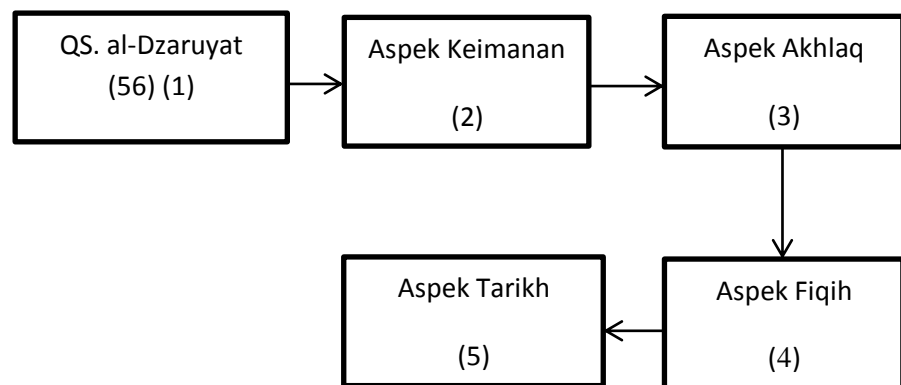 QS. al-Dzaruyat
(56) (1)
Aspek Keimanan
(2)
Aspek Akhlaq
(3)
Aspek Fiqih
(4)
Aspek Tarikh
(5)